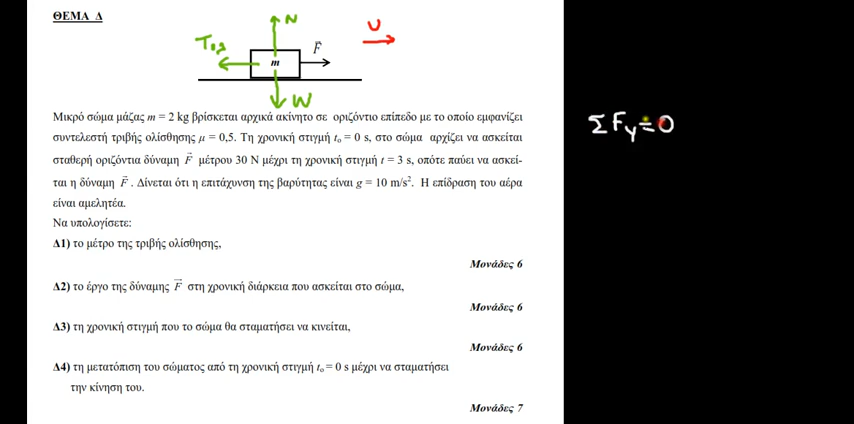 ΘΕΜΑ Δ
N
υ
Τολ
F
m
W
Μικρό σώμα μάζας m = 2 kg βρίσκεται αρχικά ακίνητο σε οριζόντιο επίπεδο με το οποίο εμφανίζει
συντελεστή τριβής ολίσθησης μ = 0,5. Τη χρονική στιγμή tₒ = 0 s, στο σώμα αρχίζει να ασκείται
σταθερή οριζόντια δύναμη F μέτρου 30 N μέχρι τη χρονική στιγμή t = 3 s, οπότε παύει να ασκεί-
ται η δύναμη F . Δίνεται ότι η επιτάχυνση της βαρύτητας είναι g = 10 m/s². Η επίδραση του αέρα
είναι αμελητέα.
Να υπολογίσετε:
Δ1) το μέτρο της τριβής ολίσθησης,
Μονάδες 6
Δ2) το έργο της δύναμης F στη χρονική διάρκεια που ασκείται στο σώμα,
Μονάδες 6
Δ3) τη χρονική στιγμή που το σώμα θα σταματήσει να κινείται,
Μονάδες 6
Δ4) τη μετατόπιση του σώματος από τη χρονική στιγμή tₒ = 0 s μέχρι να σταματήσει
την κίνηση του.
Μονάδες 7
ΣFy = 0